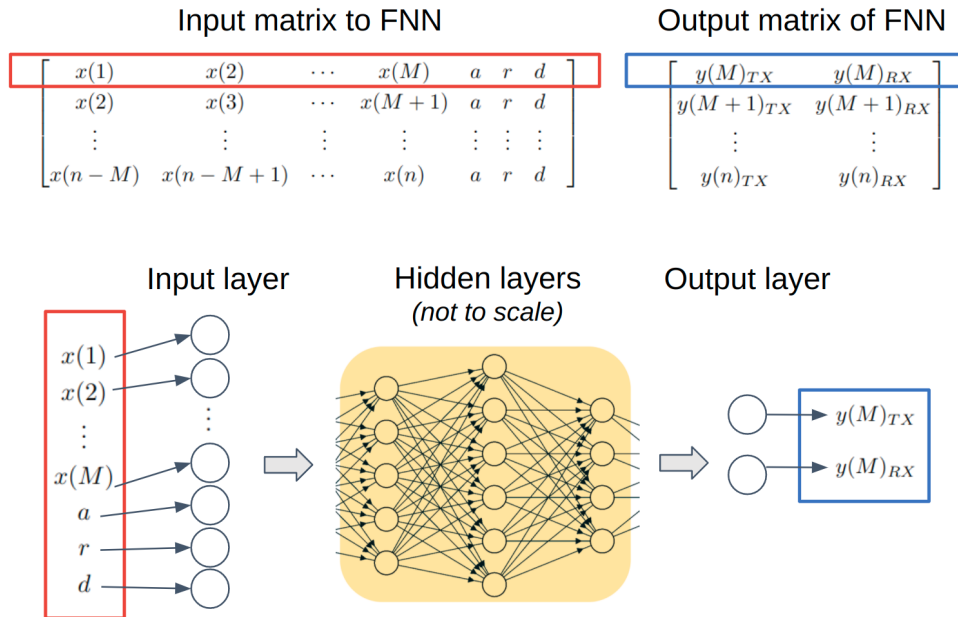 Input matrix to FNN Output matrix of FNN
x(1) x(2) ⋯ x(M) a r d y(M)_{TX} y(M)_{RX}
x(2) x(3) x(M + 1) a r d y(M + 1)_{TX} y(M + 1)_{RX}
⋮ ⋮ ⋮ ⋮ ⋮ ⋮ ⋮ ⋮ ⋮
x(n − M) x(n − M + 1) ⋯ x(n) a r d y(n)_{TX} y(n)_{RX}
Input layer Hidden layers Output layer
(not to scale)
x(1)
x(2)
⋮ ⋮
x(M)
a
r
d
y(M)_{TX}
y(M)_{RX}